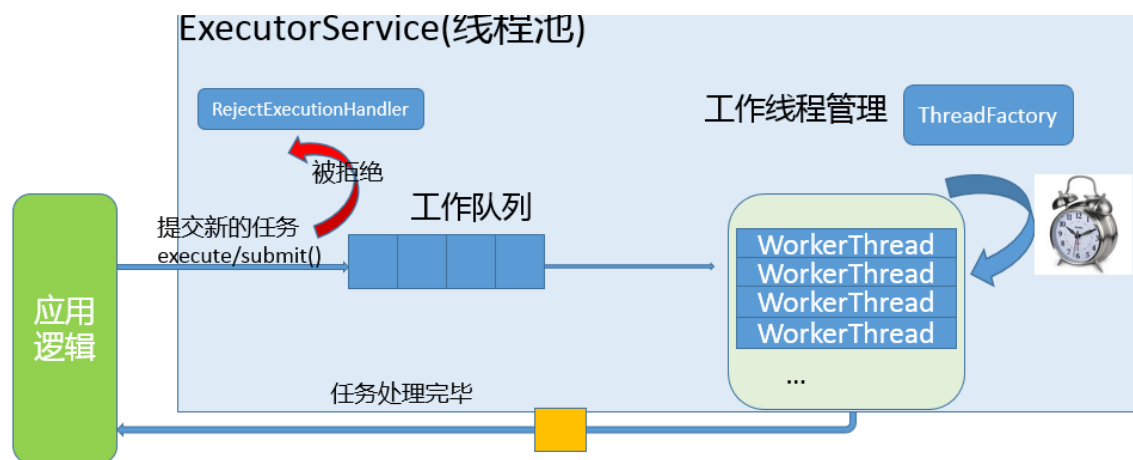 ExecutorService(线程池)
RejectExecutionHandler
工作线程管理
ThreadFactory
被拒绝
工作队列
提交新的任务
execute/submit()
应用
逻辑
WorkerThread
WorkerThread
WorkerThread
WorkerThread
...
任务处理完毕